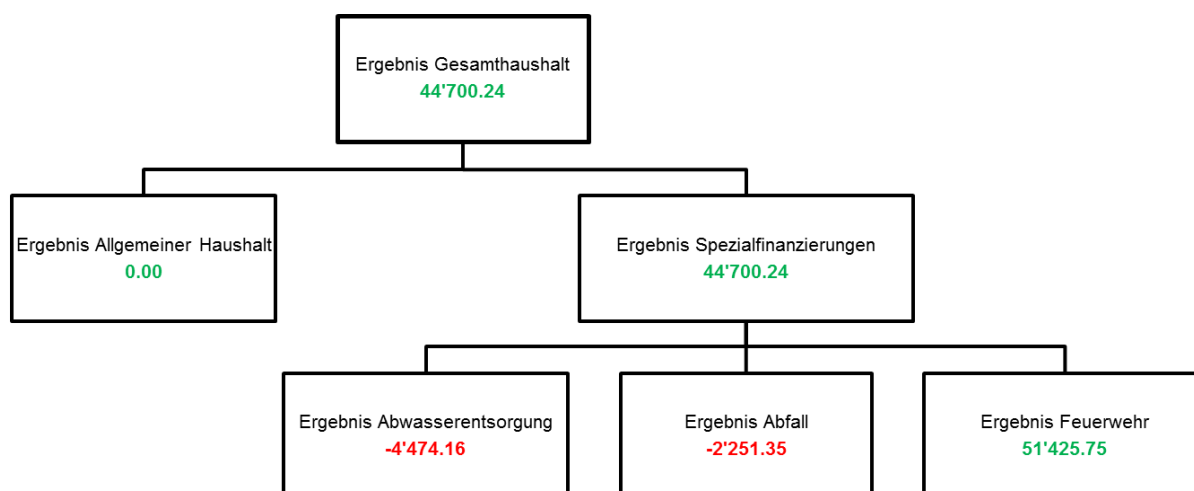 Ergebnis Gesamthaushalt
44'700.24
Ergebnis Allgemeiner Haushalt
0.00
Ergebnis Spezialfinanzierungen
44'700.24
Ergebnis Abwasserentsorgung
-4'474.16
Ergebnis Abfall
-2'251.35
Ergebnis Feuerwehr
51'425.75